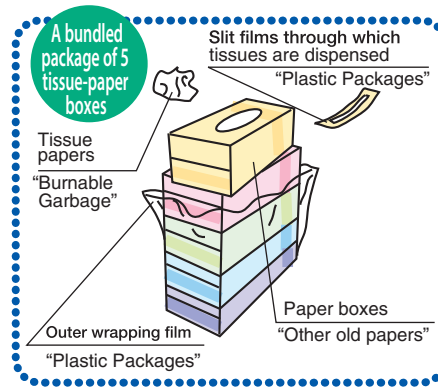 A bundled
package of 5
tissue-paper
boxes
Slit films through which
tissues are dispensed
“Plastic Packages”
Tissue
papers
“Burnable
Garbage”
Paper boxes
“Other old papers”
Outer wrapping film
“Plastic Packages”